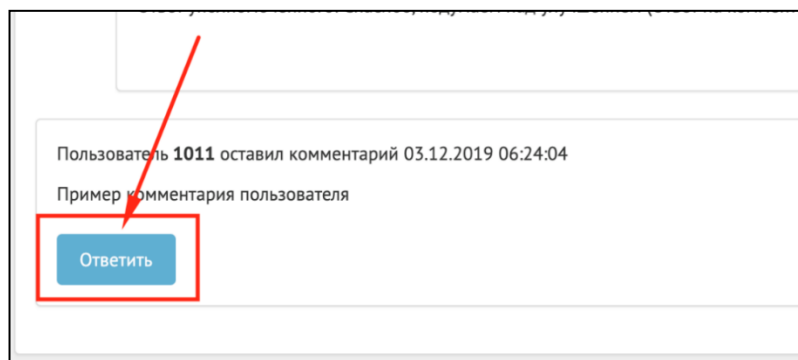 Пользователь 1011 оставил комментарий 03.12.2019 06:24:04
Пример комментария пользователя
Ответить